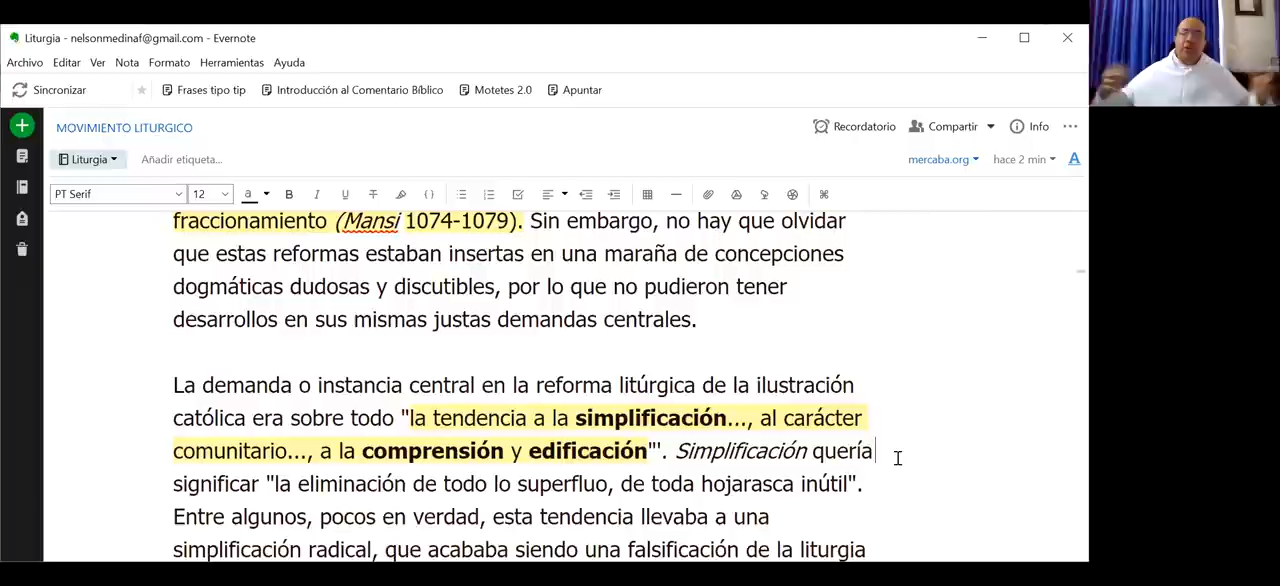 Liturgia - nelsonmedinaf@gmail.com - Evernote
Archivo Editar Ver Nota Formato Herramientas Ayuda
Sincronizar Frases tipo tip Introducción al Comentario Bíblico Motetes 2.0 Apuntar
MOVIMIENTO LITURGICO Recordatorio Compartir Info
Liturgia Añadir etiqueta... mercaba.org hace 2 min A
PT Serif 12 a B I U T
fraccionamiento (Mansi 1074-1079). Sin embargo, no hay que olvidar
que estas reformas estaban insertas en una maraña de concepciones
dogmáticas dudosas y discutibles, por lo que no pudieron tener
desarrollos en sus mismas justas demandas centrales.
La demanda o instancia central en la reforma litúrgica de la ilustración
católica era sobre todo "la tendencia a la simplificación..., al carácter
comunitario..., a la comprensión y edificación"'. Simplificación quería
significar "la eliminación de todo lo superfluo, de toda hojarasca inútil".
Entre algunos, pocos en verdad, esta tendencia llevaba a una
simplificación radical, que acababa siendo una falsificación de la liturgia